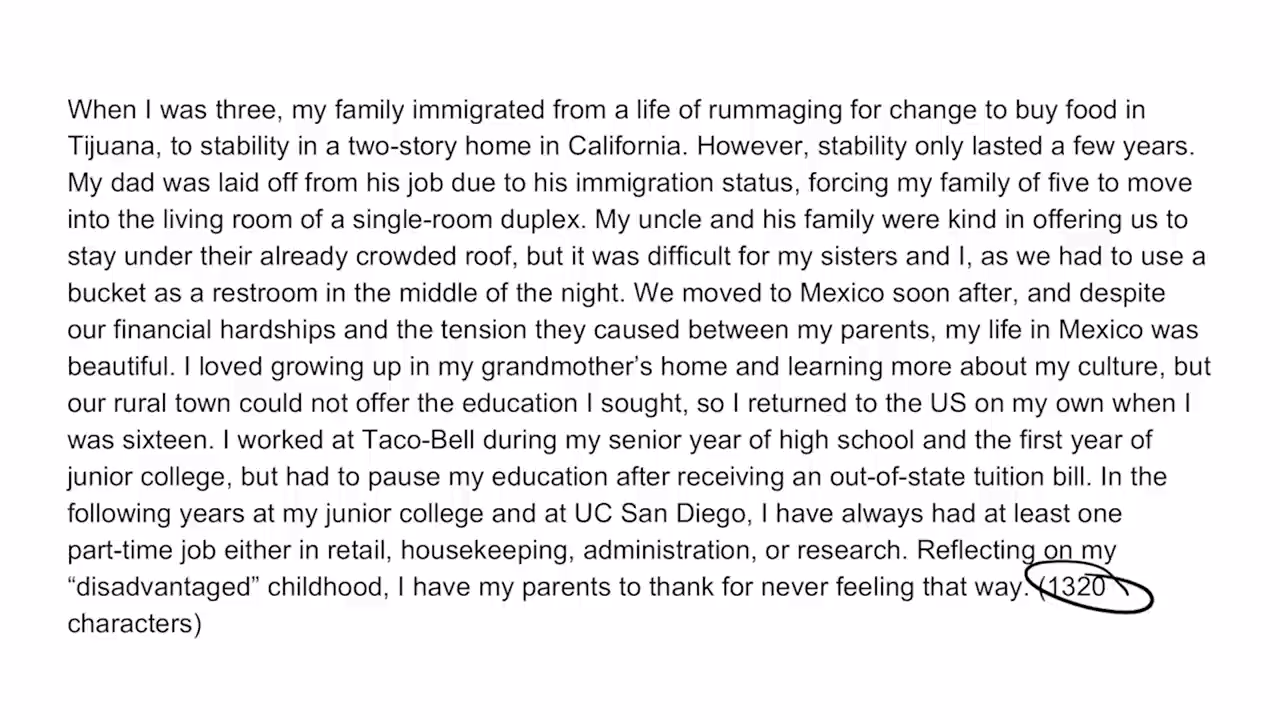 When I was three, my family immigrated from a life of rummaging for change to buy food in
Tijuana, to stability in a two-story home in California. However, stability only lasted a few years.
My dad was laid off from his job due to his immigration status, forcing my family of five to move
into the living room of a single-room duplex. My uncle and his family were kind in offering us to
stay under their already crowded roof, but it was difficult for my sisters and I, as we had to use a
bucket as a restroom in the middle of the night. We moved to Mexico soon after, and despite
our financial hardships and the tension they caused between my parents, my life in Mexico was
beautiful. I loved growing up in my grandmother’s home and learning more about my culture, but
our rural town could not offer the education I sought, so I returned to the US on my own when I
was sixteen. I worked at Taco-Bell during my senior year of high school and the first year of
junior college, but had to pause my education after receiving an out-of-state tuition bill. In the
following years at my junior college and at UC San Diego, I have always had at least one
part-time job either in retail, housekeeping, administration, or research. Reflecting on my
“disadvantaged” childhood, I have my parents to thank for never feeling that way. (1320
characters)